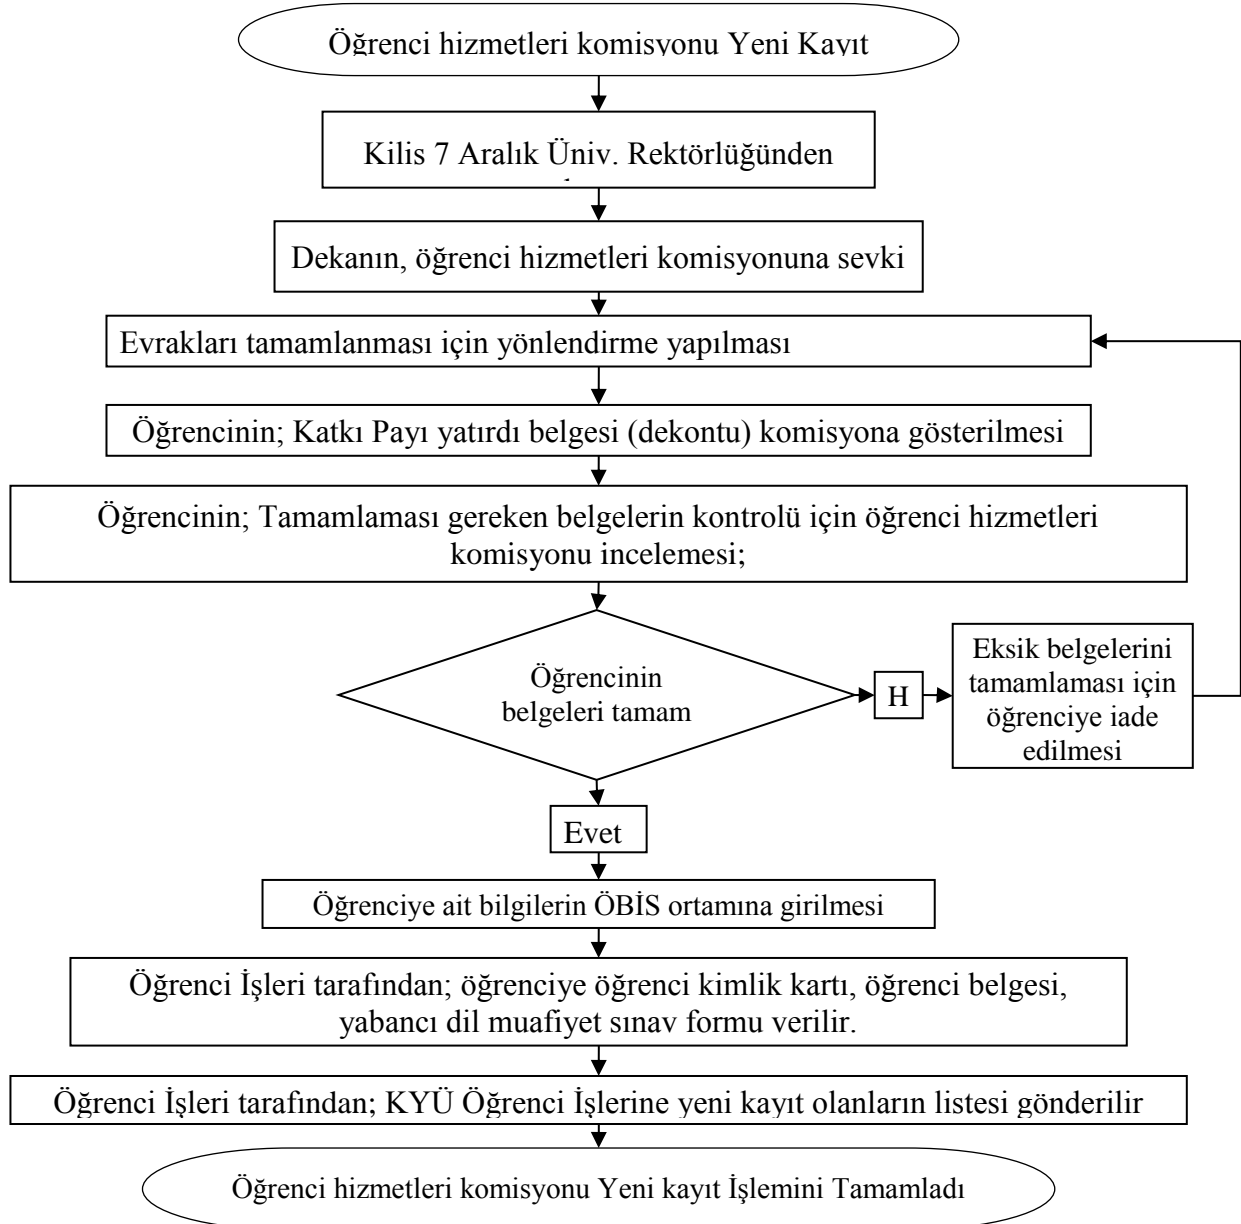 Öğrenci hizmetleri komisyonu Yeni Kayıt
Kilis 7 Aralık Üniv. Rektörlüğünden
Dekanın, öğrenci hizmetleri komisyonuna sevki
Evrakları tamamlanması için yönlendirme yapılması
Öğrencinin; Katkı Payı yatırdı belgesi (dekontu) komisyona gösterilmesi
Öğrencinin; Tamamlaması gereken belgelerin kontrolü için öğrenci hizmetleri
komisyonu incelemesi;
Öğrencinin
belgeleri tamam
H
Eksik belgelerini
tamamlaması için
öğrenciye iade
edilmesi
Evet
Öğrenciye ait bilgilerin ÖBİS ortamına girilmesi
Öğrenci İşleri tarafından; öğrenciye öğrenci kimlik kartı, öğrenci belgesi,
yabancı dil muafiyet sınav formu verilir.
Öğrenci İşleri tarafından; KYÜ Öğrenci İşlerine yeni kayıt olanların listesi gönderilir
Öğrenci hizmetleri komisyonu Yeni kayıt İşlemini Tamamladı